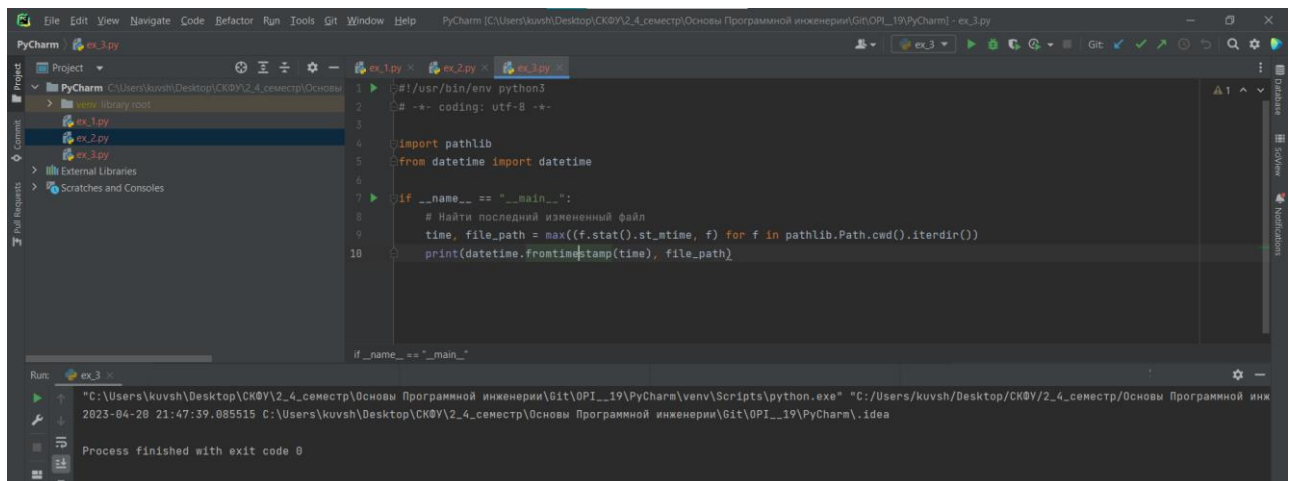 File Edit View Navigate Code Refactor Run Tools Git Window Help PyCharm [C:\Users\kuvsh\Desktop\СКФУ\2_4_семестр\Основы Программной инженерии\Git\OPI__19\PyCharm] - ex_3.py
PyCharm ex_3.py ex_3 Git:
Project ex_1.py ex_2.py ex_3.py
PyCharm C:\Users\kuvsh\Desktop\СКФУ\2_4_семестр\Основы
venv library root
ex_1.py
ex_2.py
ex_3.py
External Libraries
Scratches and Consoles
Project
Commit
Pull Requests
1 #!/usr/bin/env python3
2 # -*- coding: utf-8 -*-
3
4 import pathlib
5 from datetime import datetime
6
7 if __name__ == "__main__":
8 # Найти последний измененный файл
9 time, file_path = max((f.stat().st_mtime, f) for f in pathlib.Path.cwd().iterdir())
10 print(datetime.fromtimestamp(time), file_path)
1
Database
SciView
Notifications
if __name__ == "__main__"
Run: ex_3
"C:\Users\kuvsh\Desktop\СКФУ\2_4_семестр\Основы Программной инженерии\Git\OPI__19\PyCharm\venv\Scripts\python.exe" "C:/Users/kuvsh/Desktop/СКФУ/2_4_семестр/Основы Программной инж
2023-04-20 21:47:39.085515 C:\Users\kuvsh\Desktop\СКФУ\2_4_семестр\Основы Программной инженерии\Git\OPI__19\PyCharm\.idea
Process finished with exit code 0